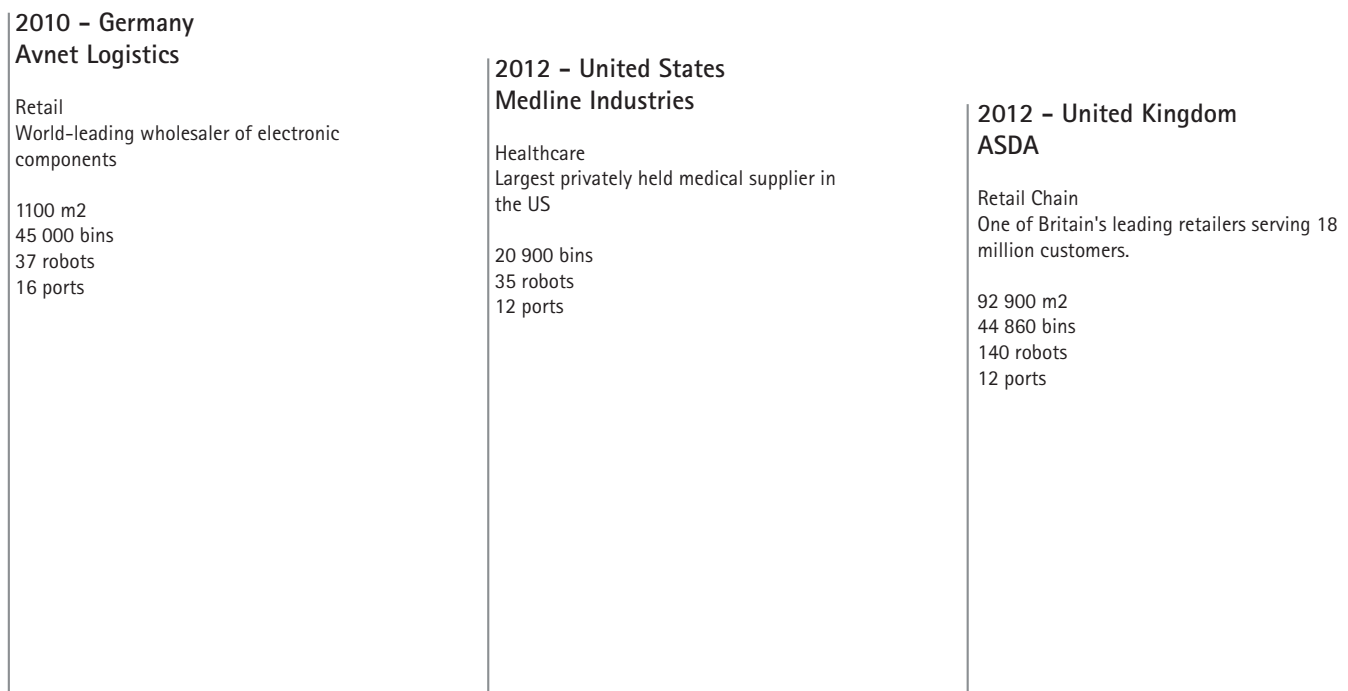 2010 - Germany
Avnet Logistics
Retail
World-leading wholesaler of electronic
components
1100 m2
45 000 bins
37 robots
16 ports
2012 - United States
Medline Industries
Healthcare
Largest privately held medical supplier in
the US
20 900 bins
35 robots
12 ports
2012 - United Kingdom
ASDA
Retail Chain
One of Britain's leading retailers serving 18
million customers.
92 900 m2
44 860 bins
140 robots
12 ports